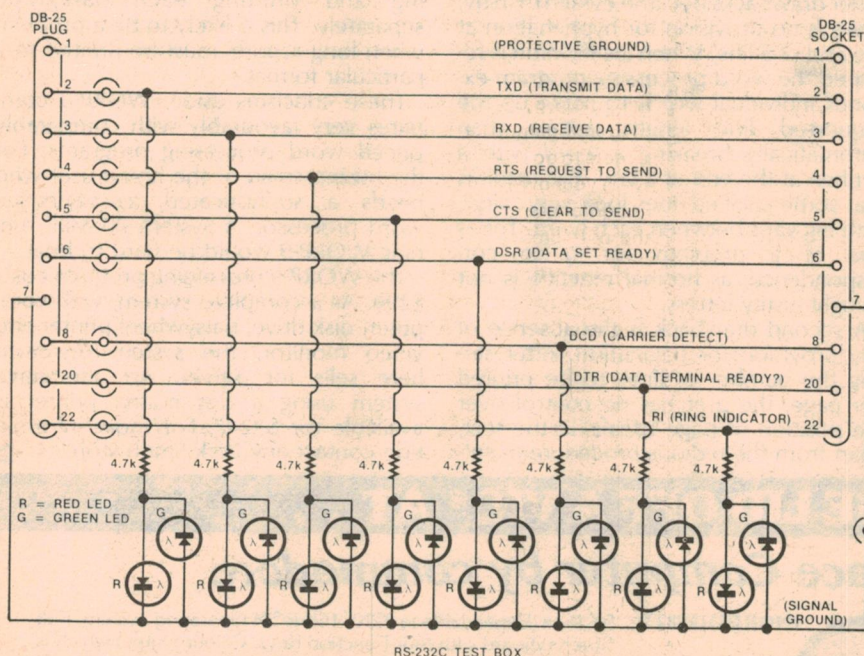 DB-25
PLUG
DB-25
SOCKET
1
(PROTECTIVE GROUND)
1
2
TXD (TRANSMIT DATA)
2
3
RXD (RECEIVE DATA)
3
4
RTS (REQUEST TO SEND)
4
5
CTS (CLEAR TO SEND)
5
6
DSR (DATA SET READY)
6
7
7
8
DCD (CARRIER DETECT)
8
20
DTR (DATA TERMINAL READY?)
20
22
RI (RING INDICATOR)
22
4.7k 4.7k 4.7k 4.7k 4.7k 4.7k 4.7k 4.7k
R = RED LED
G = GREEN LED
G G G G G G G G
λ λ λ λ λ λ λ λ
R R R R R R R R
λ λ λ λ λ λ λ λ
(SIGNAL
GROUND)
RS-232C TEST BOX